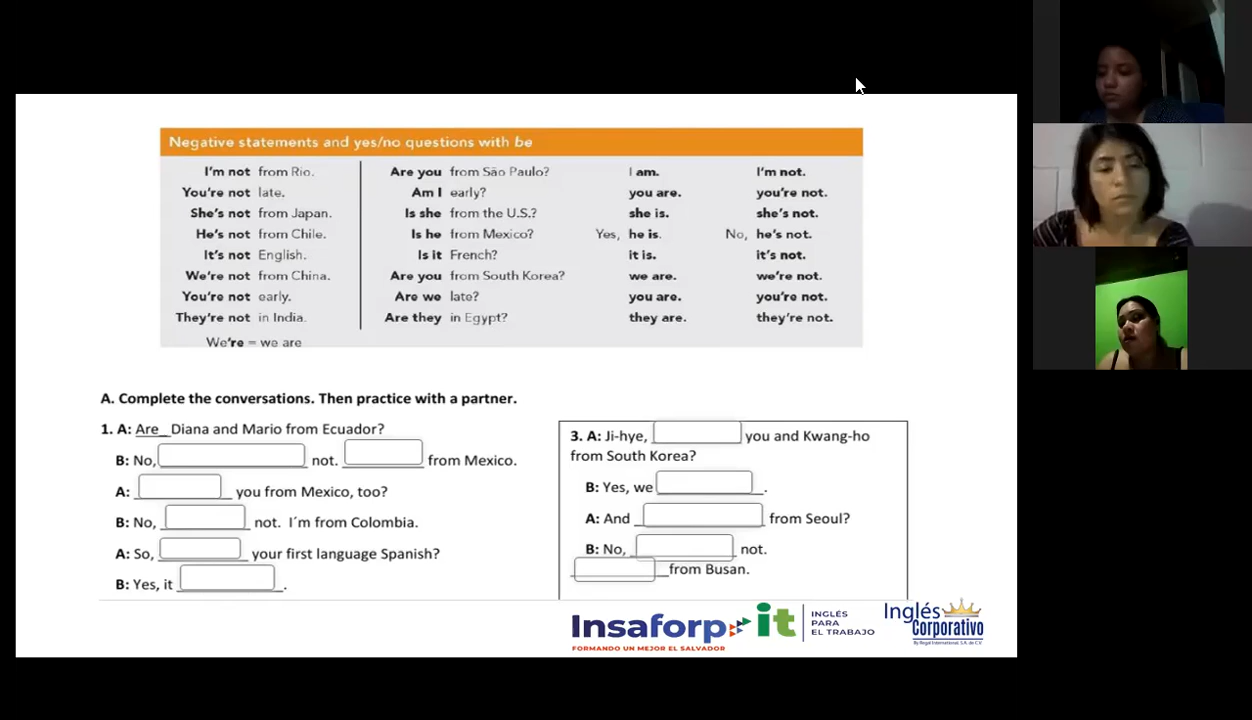 Negative statements and yes/no questions with be
I'm not from Rio.
You're not late.
She's not from Japan.
He's not from Chile.
It's not English.
We're not from China.
You're not early.
They're not in India.
We're = we are
Are you from São Paulo?
Am I early?
Is she from the U.S.?
Is he from Mexico?
Is it French?
Are you from South Korea?
Are we late?
Are they in Egypt?
Yes,
I am.
you are.
she is.
he is.
it is.
we are.
you are.
they are.
No,
I'm not.
you're not.
she's not.
he's not.
it's not.
we're not.
you're not.
they're not.
A. Complete the conversations. Then practice with a partner.
1. A: Are_ Diana and Mario from Ecuador?
B: No, not. from Mexico.
A: you from Mexico, too?
B: No, not. I´m from Colombia.
A: So, your first language Spanish?
B: Yes, it .
3. A: Ji-hye, you and Kwang-ho
from South Korea?
B: Yes, we .
A: And from Seoul?
B: No, not.
from Busan.
Insaforp
FORMANDO UN MEJOR EL SALVADOR
it
INGLÉS
PARA
EL TRABAJO
Inglés
Corporativo
By Regal International, S.A. de C.V.